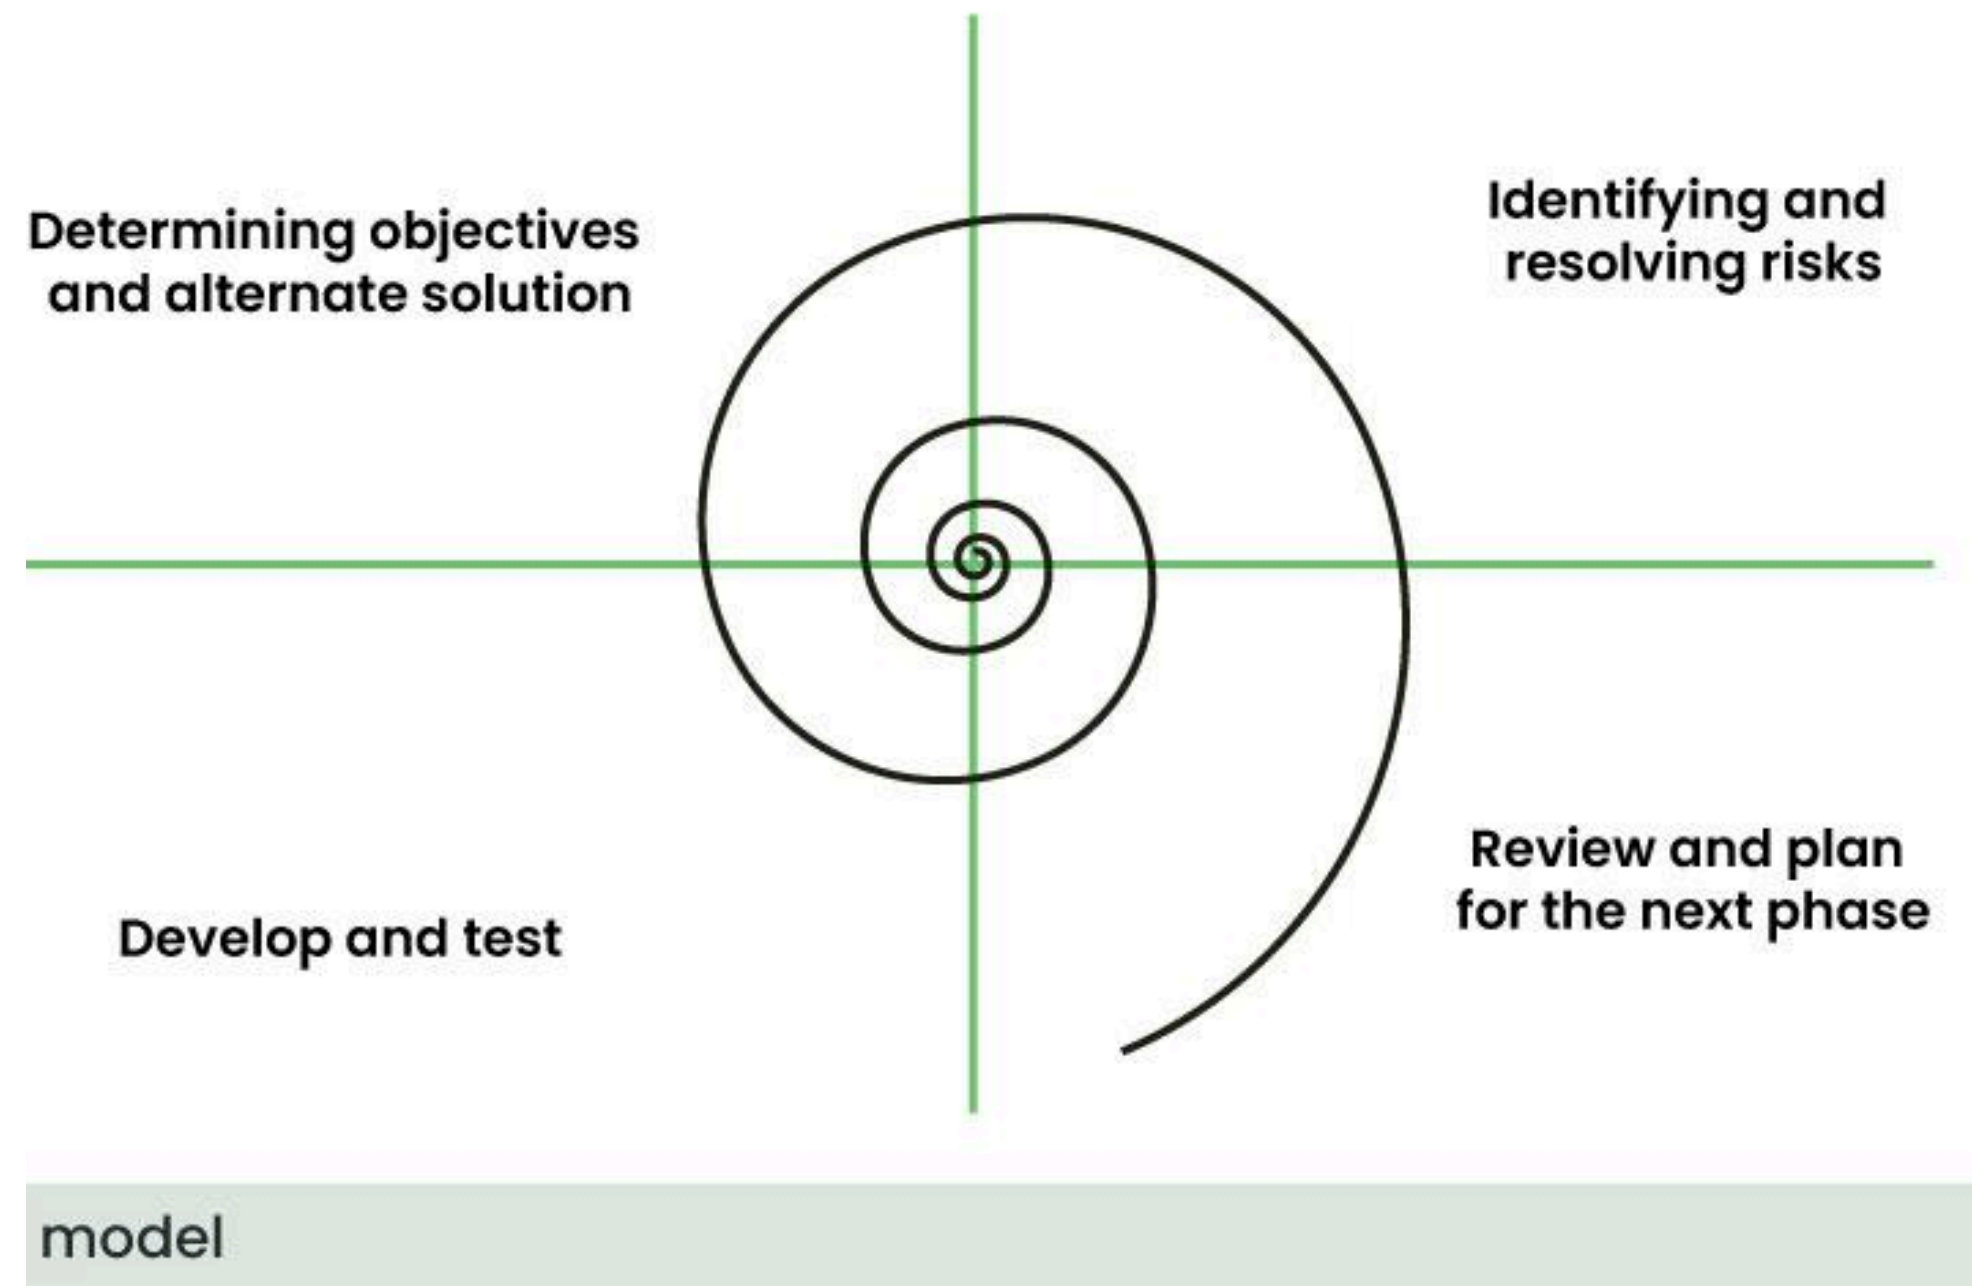 Determining objectives
and alternate solution
Identifying and
resolving risks
Develop and test
Review and plan
for the next phase
model